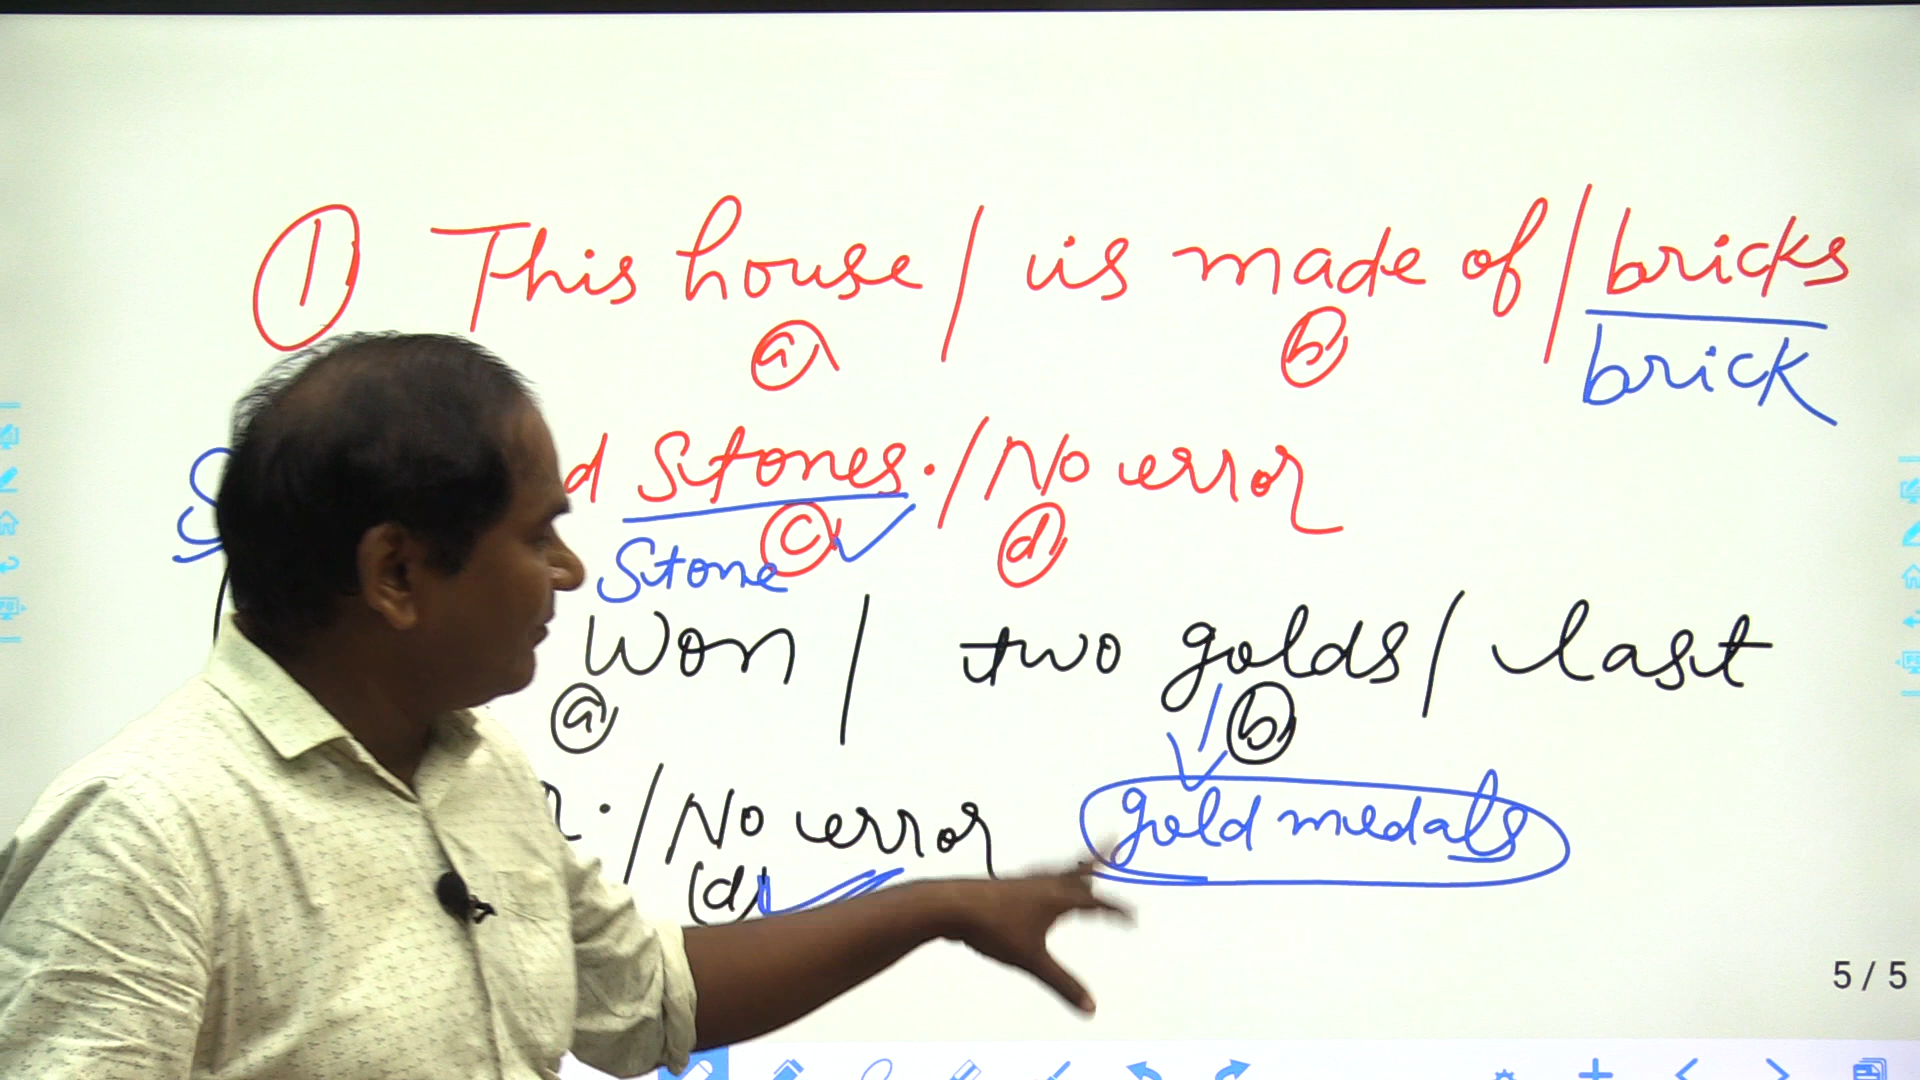 ① This house / is made of / bricks
ⓐ ⓑ brick
d Stones. / No error
Stone ⓒ ⓓ
Won / two golds / last
ⓐ ⓑ
. / No error gold medals
(d)
5 / 5